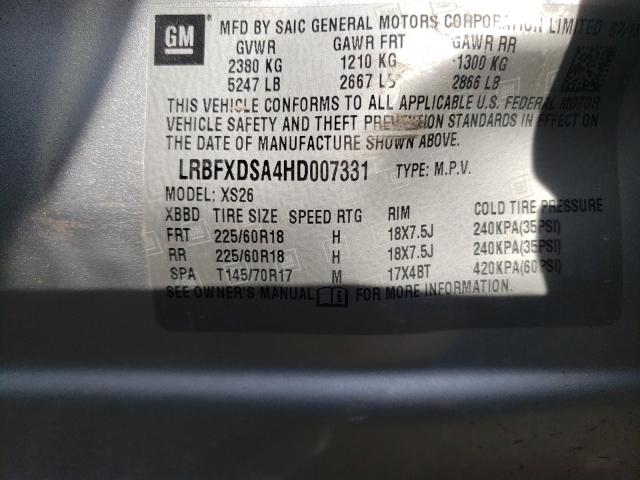 GM
MFD BY SAIC GENERAL MOTORS CORPORATION LIMITED 07/
GVWR GAWR FRT GAWR RR
2380 KG 1210 KG 1300 KG
5247 LB 2667 LB 2866 LB
THIS VEHICLE CONFORMS TO ALL APPLICABLE U.S. FEDERAL MOTOR
VEHICLE SAFETY AND THEFT PREVENTION STANDARDS IN EFFECT ON
THE DATE OF MANUFACTURE SHOWN ABOVE.
LRBFXDSA4HD007331 TYPE: M.P.V.
MODEL: XS26
XBBD TIRE SIZE SPEED RTG RIM COLD TIRE PRESSURE
FRT 225/60R18 H 18X7.5J 240KPA(35PSI)
RR 225/60R18 H 18X7.5J 240KPA(35PSI)
SPA T145/70R17 M 17X4BT 420KPA(60PSI)
SEE OWNER'S MANUAL FOR MORE INFORMATION.